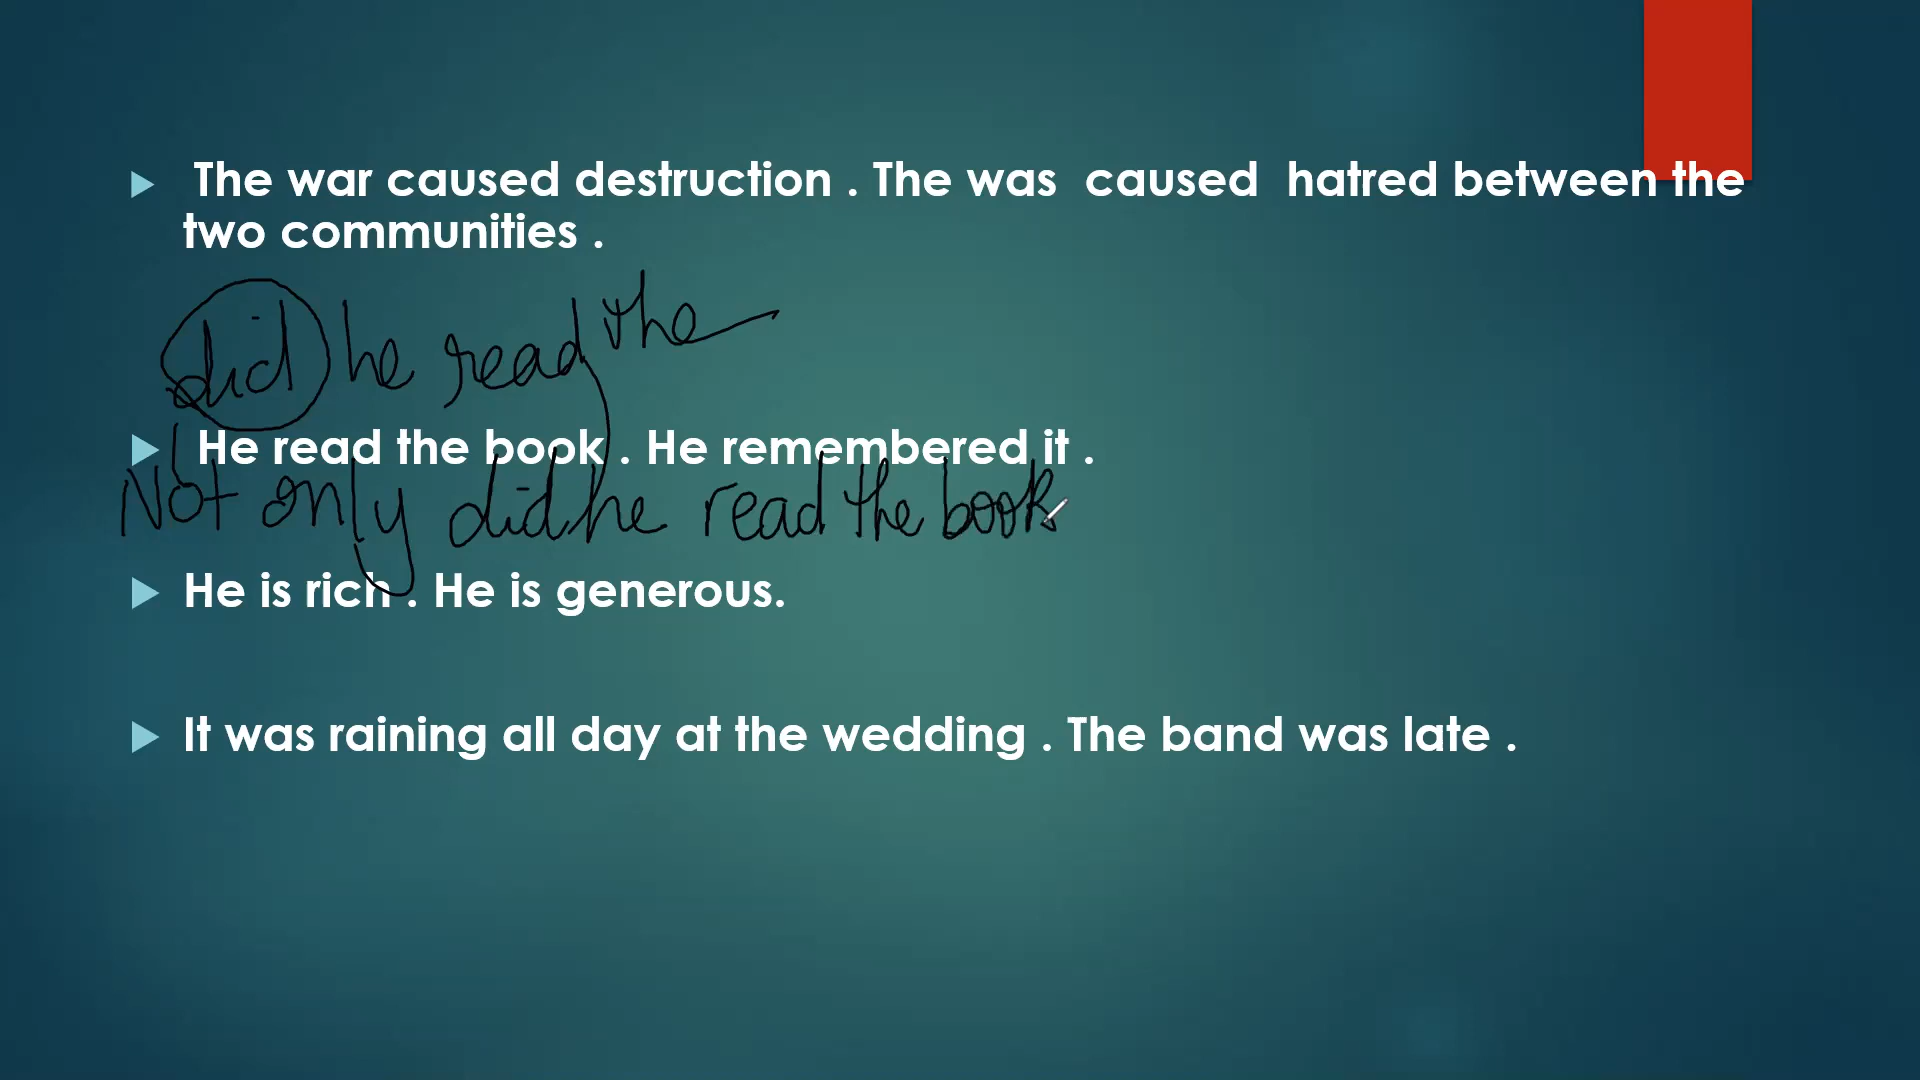 The war caused destruction . The was caused hatred between the
two communities .
did he read the
He read the book . He remembered it .
Not only did he read the book
He is rich . He is generous.
It was raining all day at the wedding . The band was late .